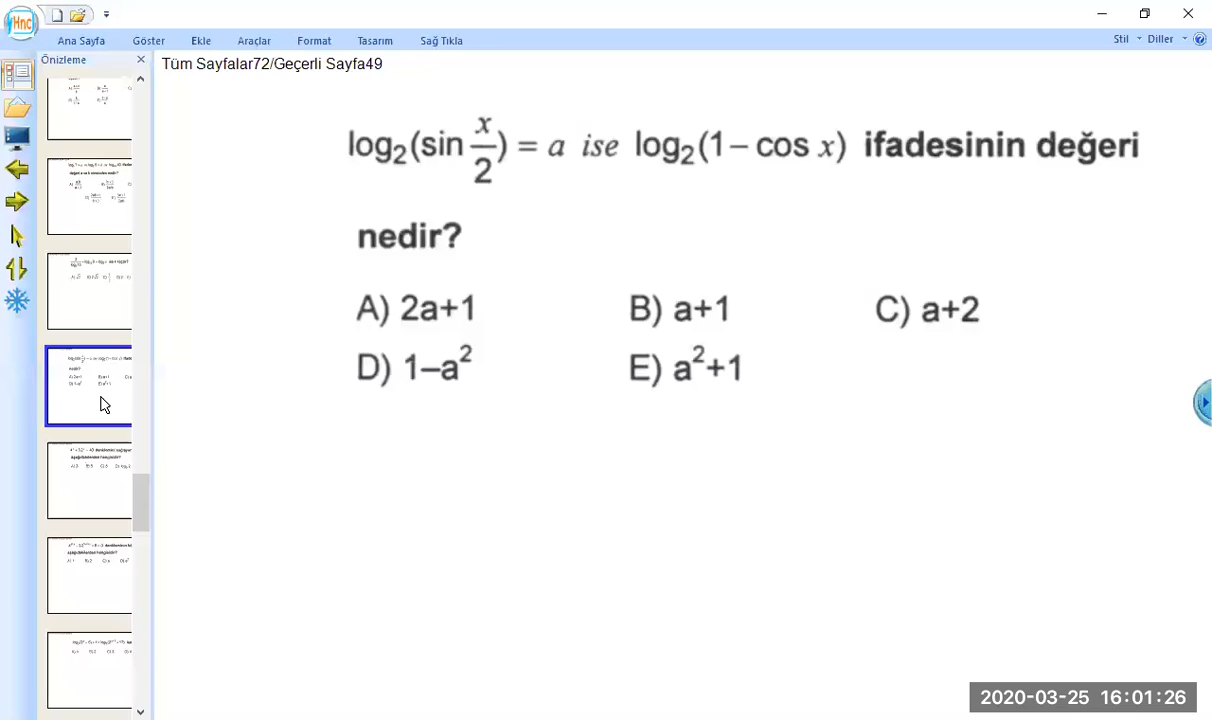 Hnc
Ana Sayfa Göster Ekle Araçlar Format Tasarım Sağ Tıkla Stil Diller
Önizleme
Tüm Sayfalar72/Geçerli Sayfa49
log₂(sin x/2) = a ise log₂(1 – cos x) ifadesinin değeri
nedir?
A) 2a+1 B) a+1 C) a+2
D) 1–a² E) a²+1
2020-03-25 16:01:26